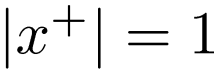 |x⁺| = 1